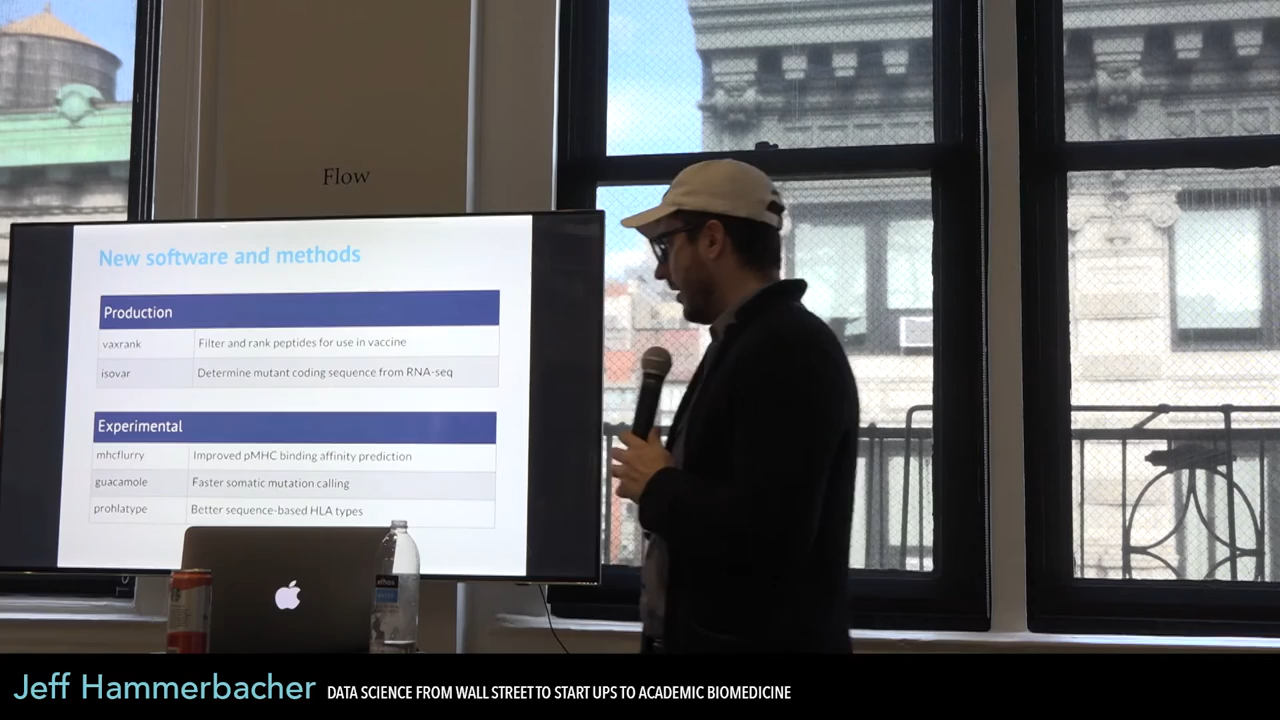 Flow
New software and methods
Production
vaxrank Filter and rank peptides for use in vaccine
isovar Determine mutant coding sequence from RNA-seq
Experimental
mhcflurry Improved pMHC binding affinity prediction
guacamole Faster somatic mutation calling
prohlatype Better sequence-based HLA types
Jeff Hammerbacher DATA SCIENCE FROM WALL STREET TO START UPS TO ACADEMIC BIOMEDICINE